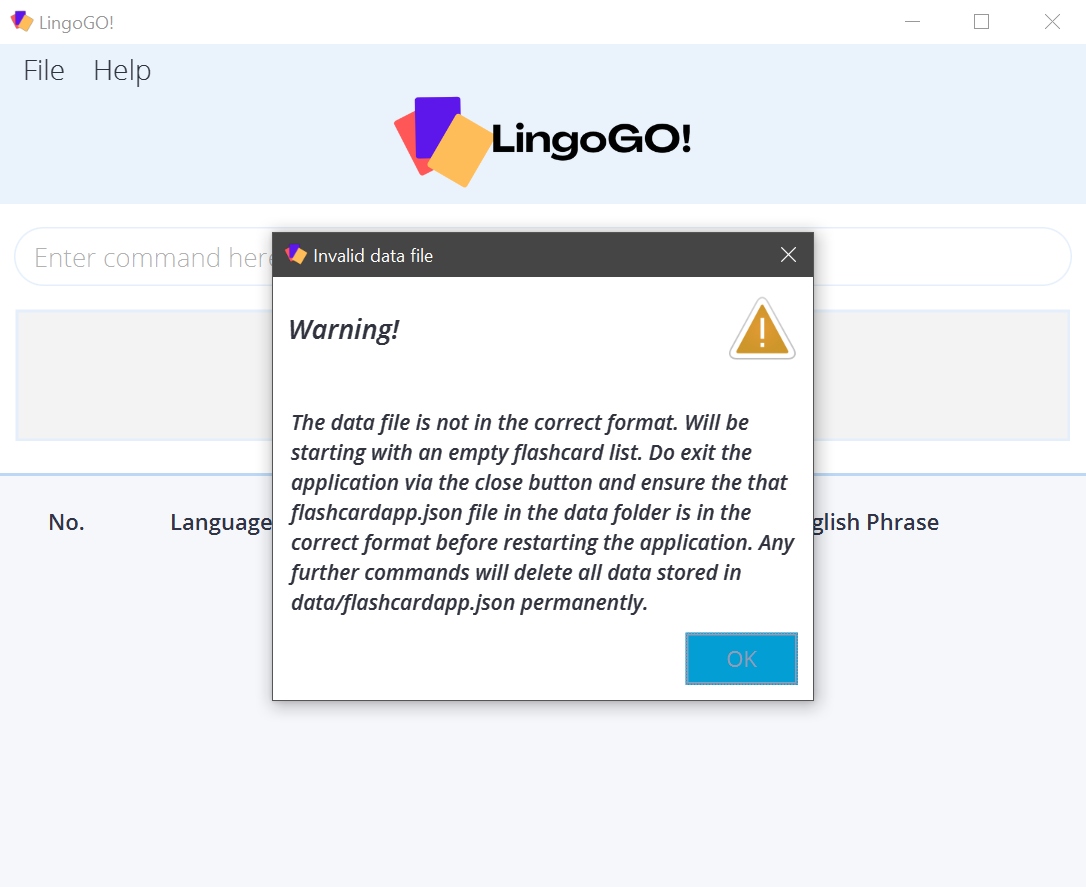 LingoGO!
File Help
LingoGO!
Enter command here
Invalid data file
Warning!
The data file is not in the correct format. Will be
starting with an empty flashcard list. Do exit the
application via the close button and ensure the that
flashcardapp.json file in the data folder is in the
correct format before restarting the application. Any
further commands will delete all data stored in
data/flashcardapp.json permanently.
OK
No. Language glish Phrase